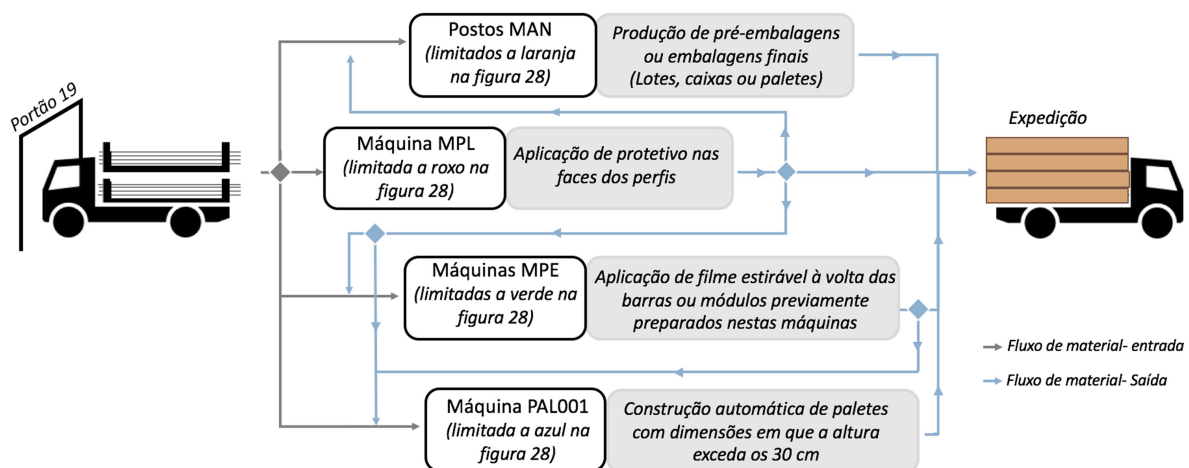 Portão 19
Postos MAN
(limitados a laranja
na figura 28)
Produção de pré-embalagens
ou embalagens finais
(Lotes, caixas ou paletes)
Máquina MPL
(limitada a roxo na
figura 28)
Aplicação de protetivo nas
faces dos perfis
Expedição
Máquinas MPE
(limitadas a verde na
figura 28)
Aplicação de filme estirável à volta das
barras ou módulos previamente
preparados nestas máquinas
Fluxo de material- entrada
Fluxo de material- Saída
Máquina PAL001
(limitada a azul na
figura 28)
Construção automática de paletes
com dimensões em que a altura
exceda os 30 cm